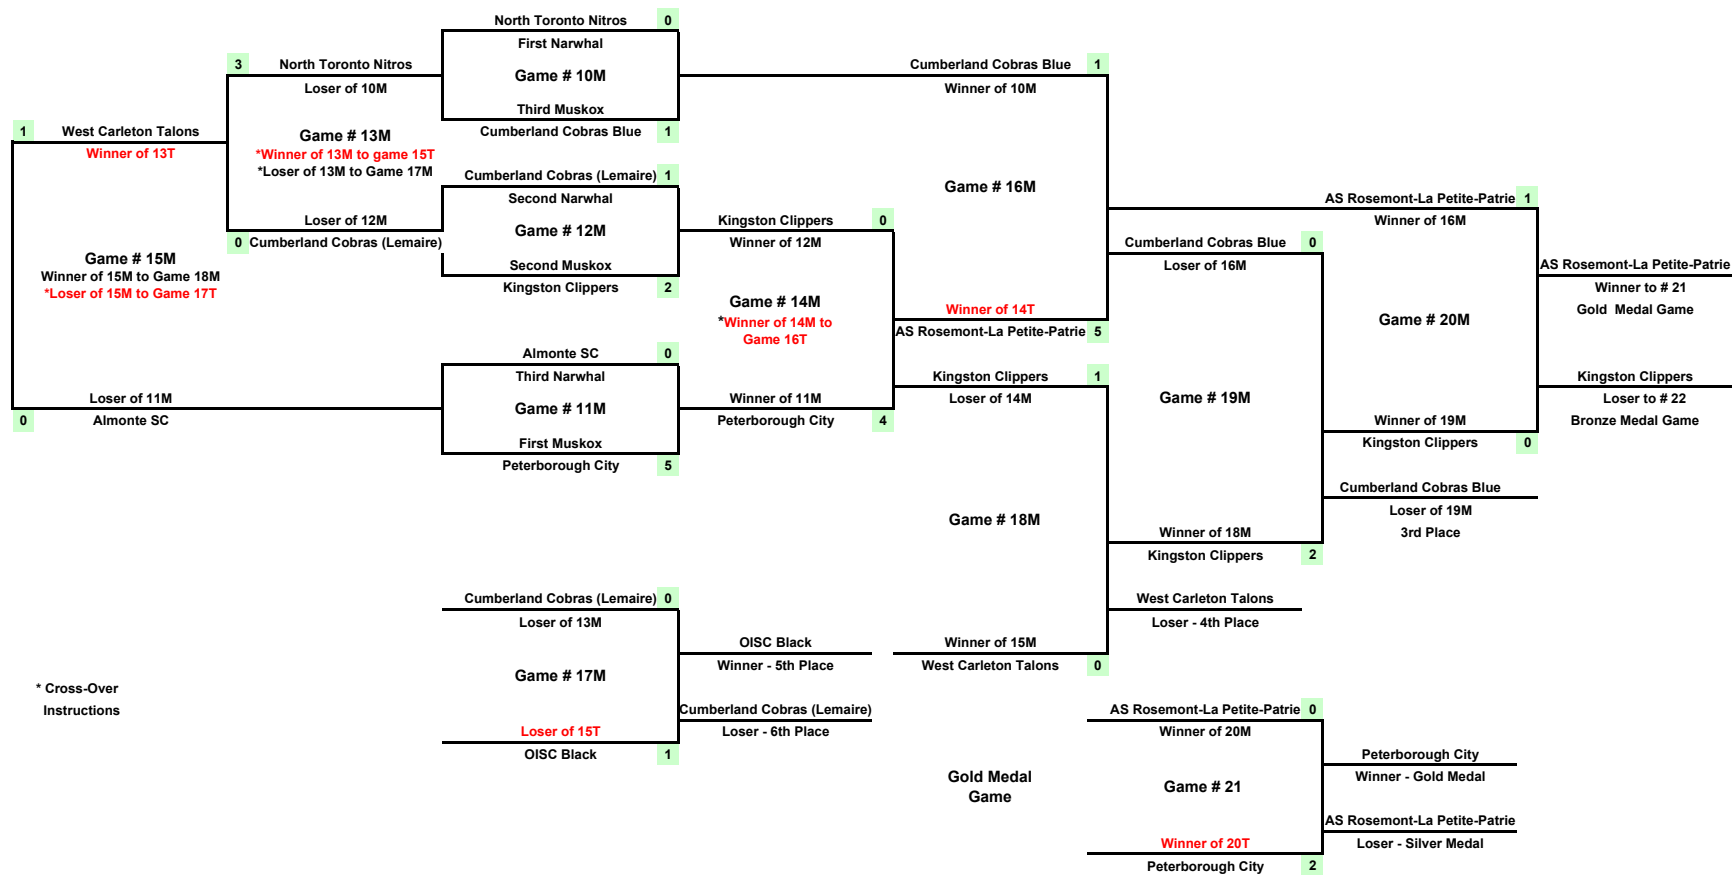 North Toronto Nitros 0
First Narwhal
Game # 10M
Third Muskox
Cumberland Cobras Blue 1
3 North Toronto Nitros
Loser of 10M
Game # 13M
*Winner of 13M to game 15T
*Loser of 13M to Game 17M
Loser of 12M
0 Cumberland Cobras (Lemaire)
1 West Carleton Talons
Winner of 13T
Game # 15M
Winner of 15M to Game 18M
*Loser of 15M to Game 17T
Loser of 11M
0 Almonte SC
Cumberland Cobras (Lemaire) 1
Second Narwhal
Game # 12M
Second Muskox
Kingston Clippers 2
Almonte SC 0
Third Narwhal
Game # 11M
First Muskox
Peterborough City 5
Kingston Clippers 0
Winner of 12M
Game # 14M
*Winner of 14M to
Game 16T
Winner of 11M
Peterborough City 4
Cumberland Cobras Blue 1
Winner of 10M
Game # 16M
Winner of 14T
AS Rosemont-La Petite-Patrie 5
Kingston Clippers 1
Loser of 14M
Game # 18M
Winner of 15M
West Carleton Talons 0
Cumberland Cobras Blue 0
Loser of 16M
Game # 19M
Winner of 18M
Kingston Clippers 2
West Carleton Talons
Loser - 4th Place
AS Rosemont-La Petite-Patrie 1
Winner of 16M
Game # 20M
Winner of 19M
Kingston Clippers 0
Cumberland Cobras Blue
Loser of 19M
3rd Place
AS Rosemont-La Petite-Patrie
Winner to # 21
Gold Medal Game
Kingston Clippers
Loser to # 22
Bronze Medal Game
Cumberland Cobras (Lemaire) 0
Loser of 13M
Game # 17M
Loser of 15T
OISC Black 1
OISC Black
Winner - 5th Place
Cumberland Cobras (Lemaire)
Loser - 6th Place
* Cross-Over
Instructions
Gold Medal
Game
AS Rosemont-La Petite-Patrie 0
Winner of 20M
Game # 21
Winner of 20T
Peterborough City 2
Peterborough City
Winner - Gold Medal
AS Rosemont-La Petite-Patrie
Loser - Silver Medal